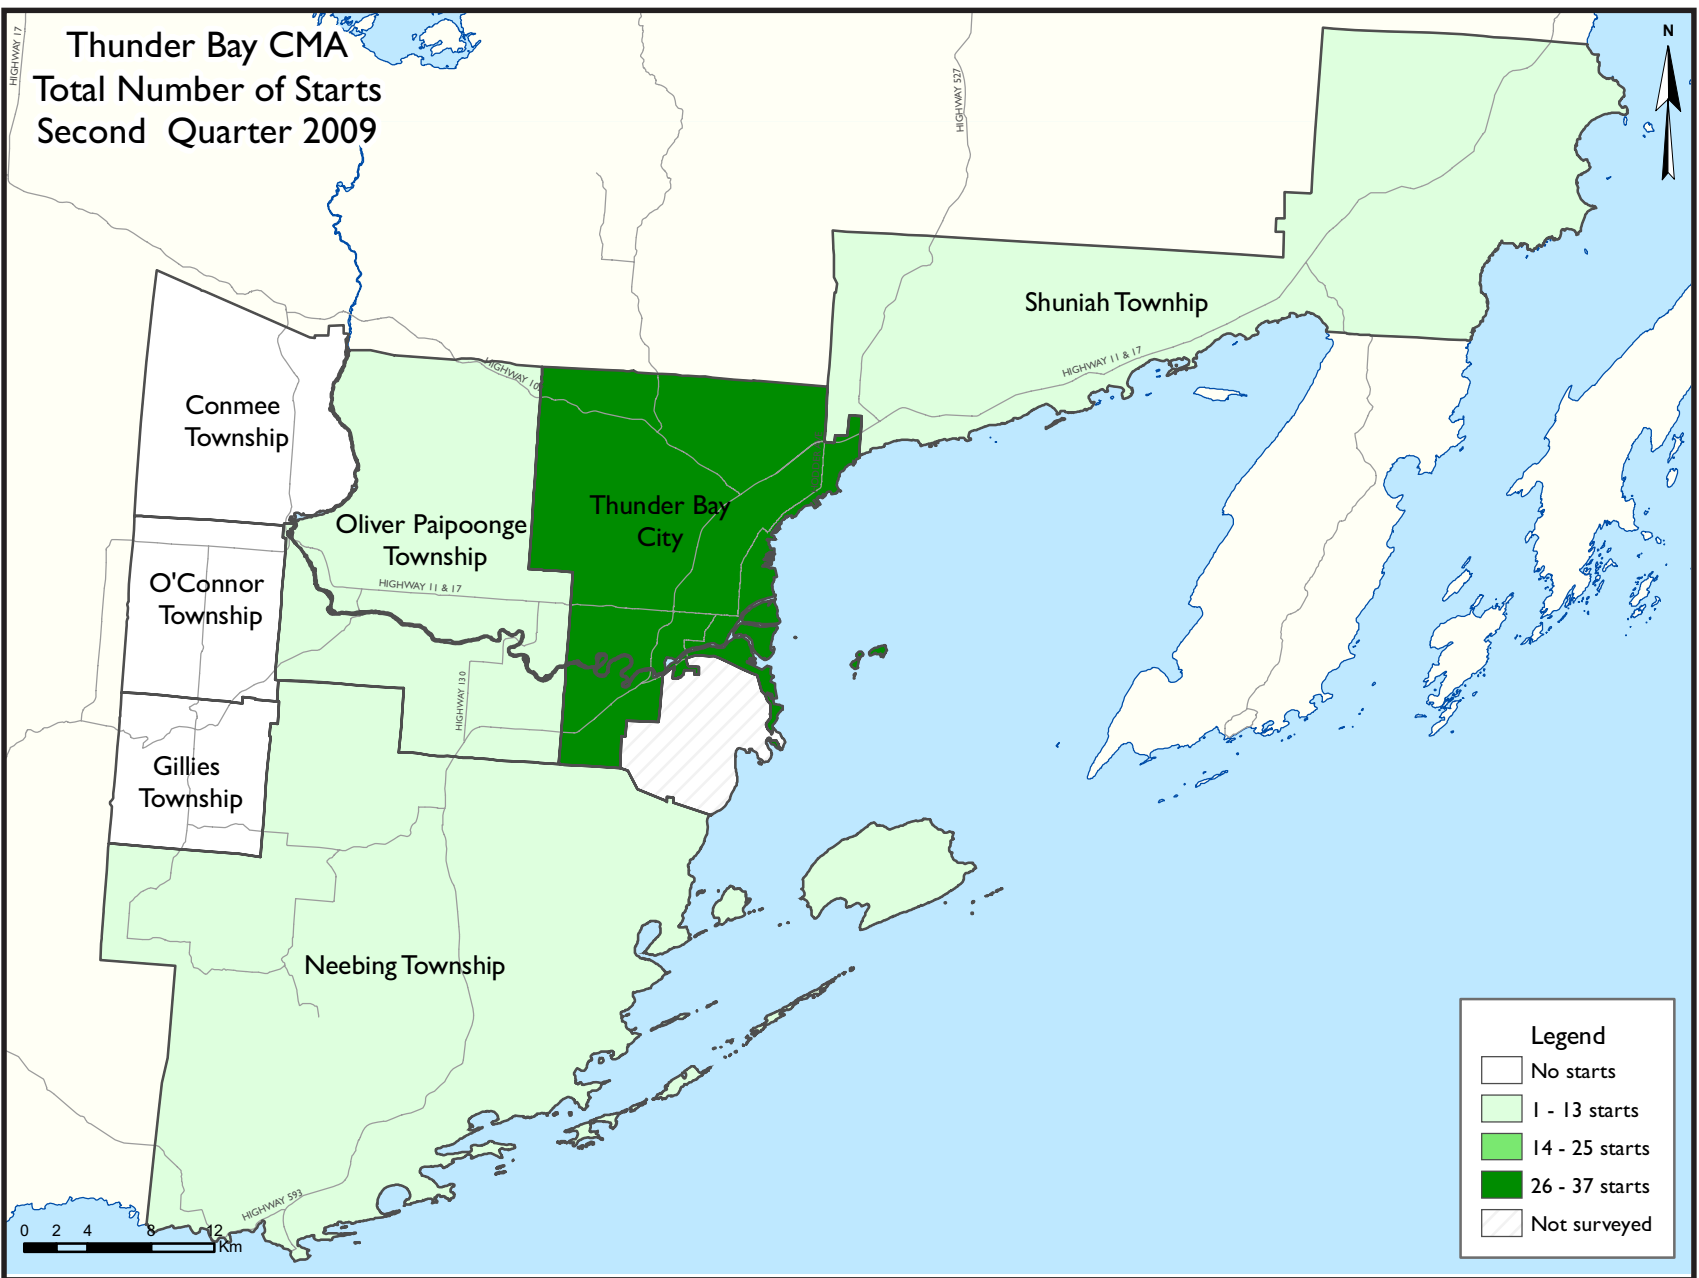 Thunder Bay CMA
Total Number of Starts
Second Quarter 2009
N
HIGHWAY 17
HIGHWAY 527
Shuniah Townhip
HIGHWAY 11 & 17
HIGHWAY 10
Conmee
Township
Thunder Bay
City
Oliver Paipoonge
Township
HIGHWAY 11 & 17
O'Connor
Township
HIGHWAY 130
Gillies
Township
Neebing Township
HIGHWAY 593
Legend
No starts
1 - 13 starts
14 - 25 starts
26 - 37 starts
Not surveyed
0 2 4 8 12
Km